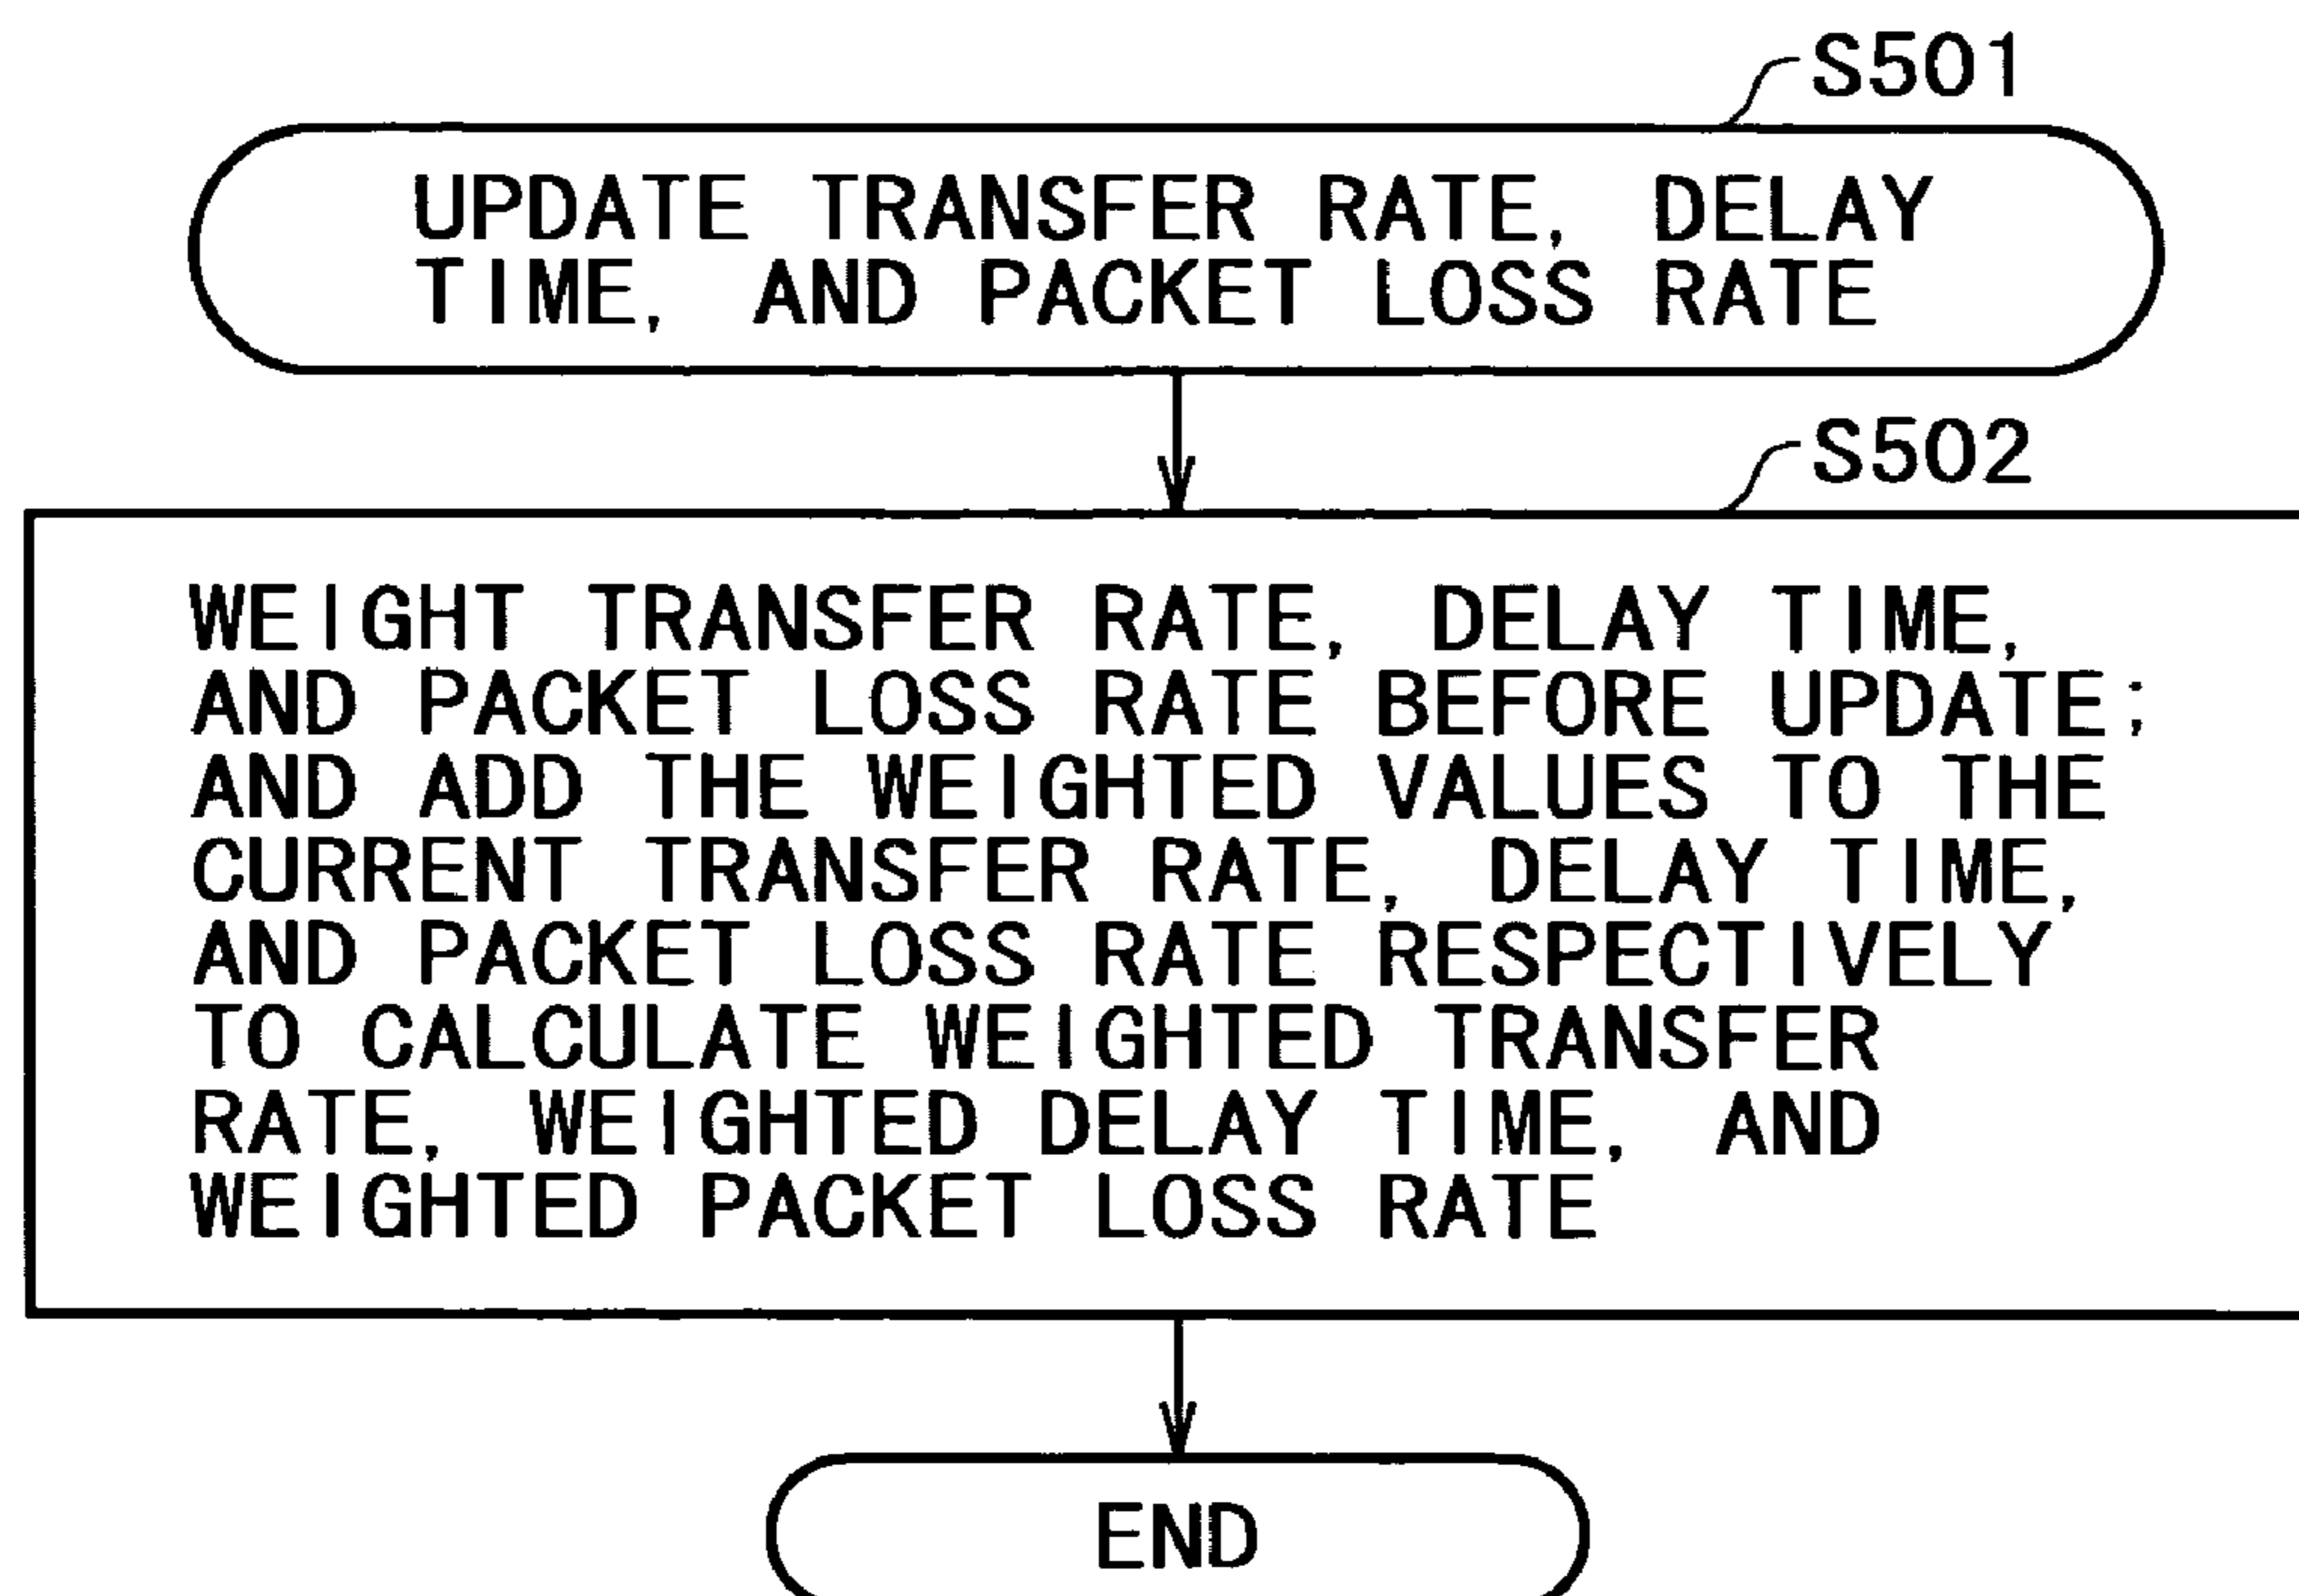 S501
UPDATE TRANSFER RATE, DELAY
TIME, AND PACKET LOSS RATE
S502
WEIGHT TRANSFER RATE, DELAY TIME,
AND PACKET LOSS RATE BEFORE UPDATE;
AND ADD THE WEIGHTED VALUES TO THE
CURRENT TRANSFER RATE, DELAY TIME,
AND PACKET LOSS RATE RESPECTIVELY
TO CALCULATE WEIGHTED TRANSFER
RATE, WEIGHTED DELAY TIME, AND
WEIGHTED PACKET LOSS RATE
END